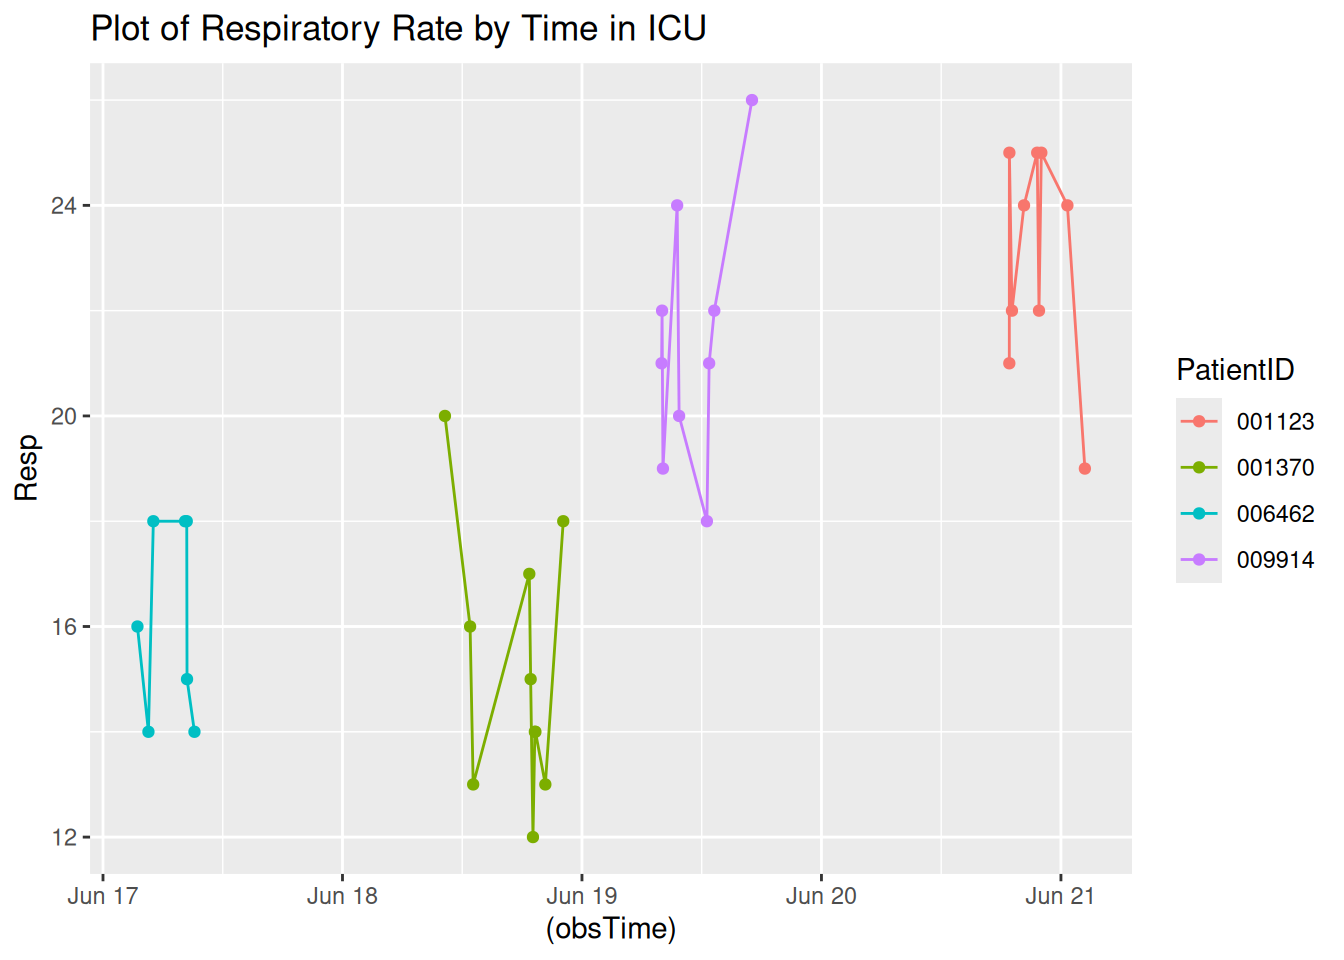 Plot of Respiratory Rate by Time in ICU
24
20
16
12
Resp
Jun 17
Jun 18
Jun 19
Jun 20
Jun 21
(obsTime)
PatientID
001123
001370
006462
009914